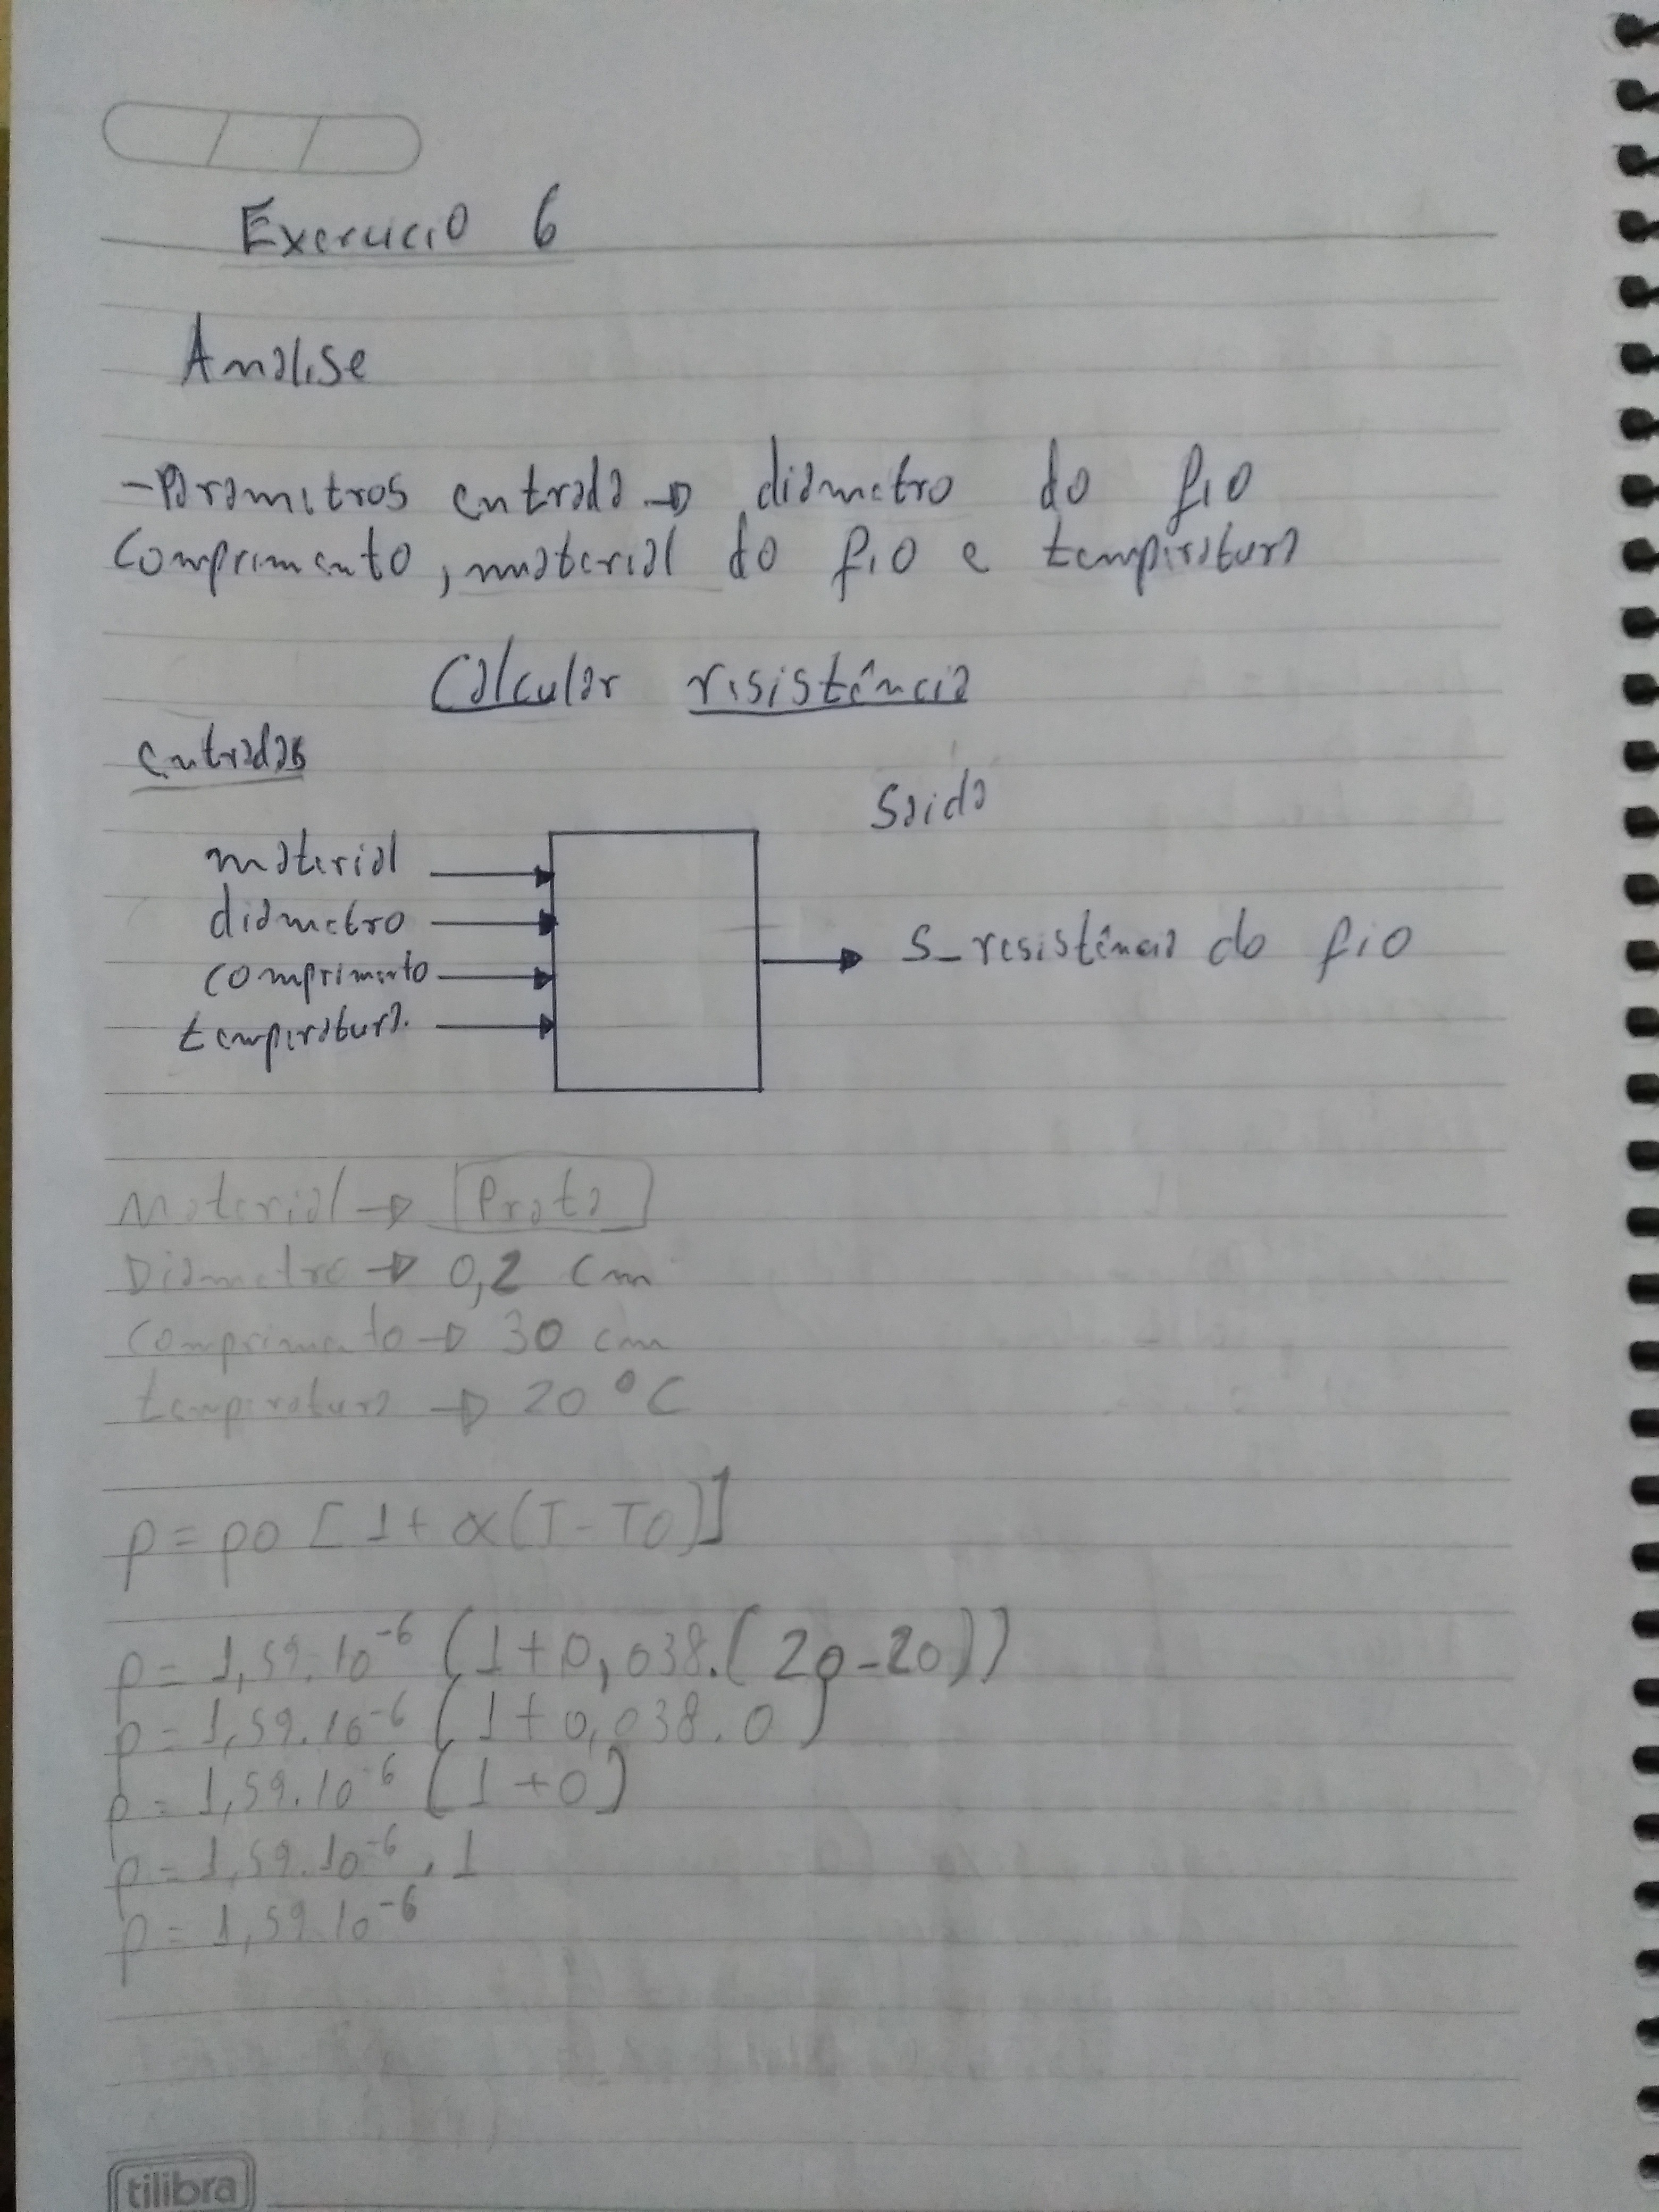 Exercicio 6
Analise
-Parametros entrada → diametro do fio
comprimento, material do fio e temperatura
Calcular resistência
entradas
Saida
material
diametro
comprimento
temperatura.
S_resistência do fio
Material → Prata
Diametro → 0,2 cm
comprimento → 30 cm
temperatura → 20 °C
p = po [1 + α(T - To)]
p = 1,59.10⁻⁶ (1 + 0,038.(20-20))
p = 1,59.10⁻⁶ (1 + 0,038.0)
p = 1,59.10⁻⁶ (1 + 0)
p = 1,59.10⁻⁶ . 1
p = 1,59.10⁻⁶
tilibra